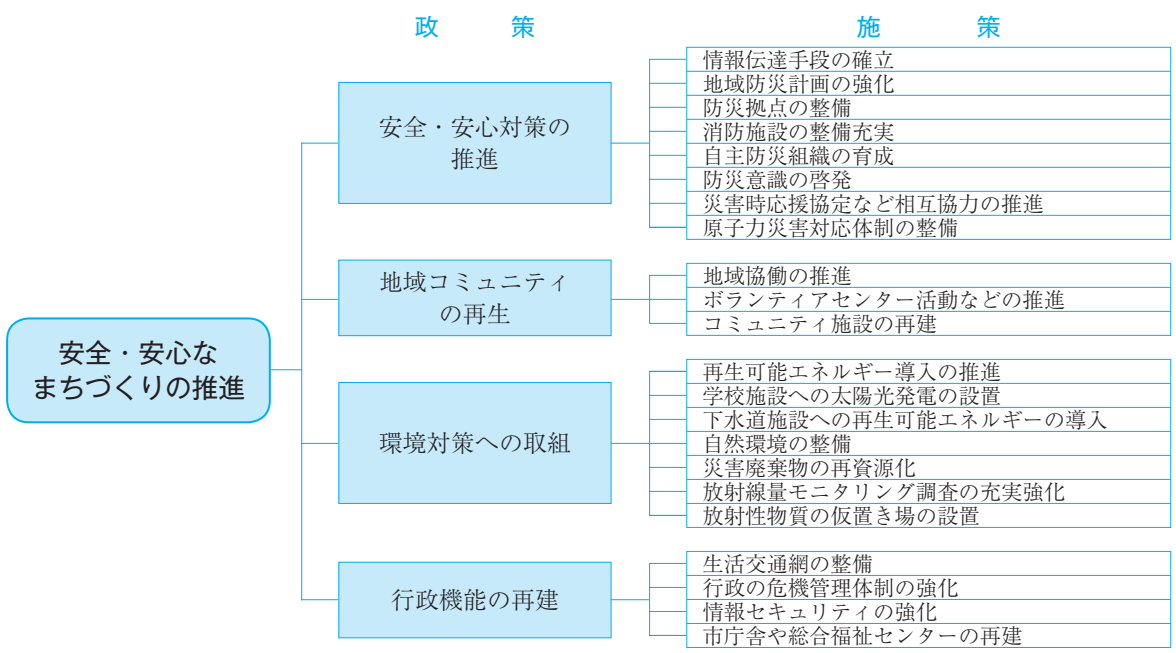 政策
施策
安全・安心な
まちづくりの推進
安全・安心対策の
推進
情報伝達手段の確立
地域防災計画の強化
防災拠点の整備
消防施設の整備充実
自主防災組織の育成
防災意識の啓発
災害時応援協定など相互協力の推進
原子力災害対応体制の整備
地域コミュニティ
の再生
地域協働の推進
ボランティアセンター活動などの推進
コミュニティ施設の再建
環境対策への取組
再生可能エネルギー導入の推進
学校施設への太陽光発電の設置
下水道施設への再生可能エネルギーの導入
自然環境の整備
災害廃棄物の再資源化
放射線量モニタリング調査の充実強化
放射性物質の仮置き場の設置
行政機能の再建
生活交通網の整備
行政の危機管理体制の強化
情報セキュリティの強化
市庁舎や総合福祉センターの再建